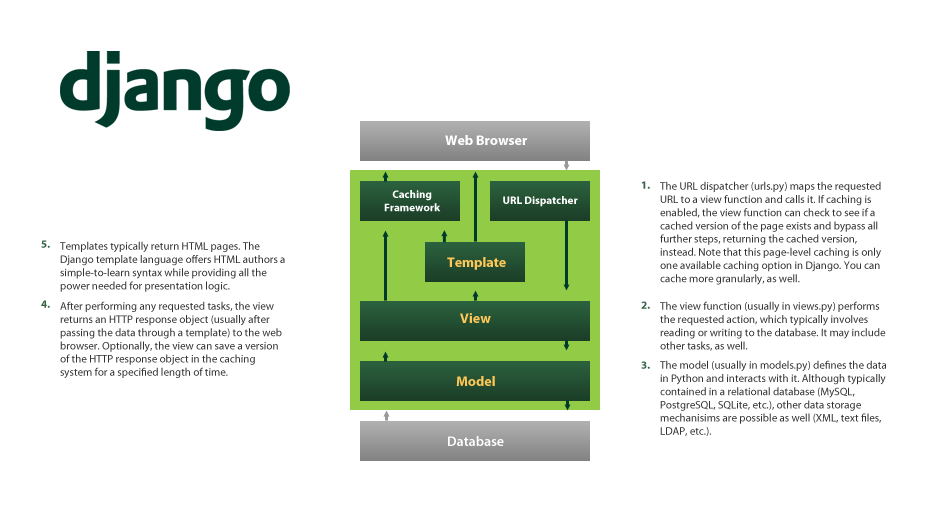 django
Web Browser
Caching
Framework
URL Dispatcher
Template
View
Model
Database
1. The URL dispatcher (urls.py) maps the requested
URL to a view function and calls it. If caching is
enabled, the view function can check to see if a
cached version of the page exists and bypass all
further steps, returning the cached version,
instead. Note that this page-level caching is only
one available caching option in Django. You can
cache more granularly, as well.
2. The view function (usually in views.py) performs
the requested action, which typically involves
reading or writing to the database. It may include
other tasks, as well.
3. The model (usually in models.py) defines the data
in Python and interacts with it. Although typically
contained in a relational database (MySQL,
PostgreSQL, SQLite, etc.), other data storage
mechanisims are possible as well (XML, text files,
LDAP, etc.).
5. Templates typically return HTML pages. The
Django template language offers HTML authors a
simple-to-learn syntax while providing all the
power needed for presentation logic.
4. After performing any requested tasks, the view
returns an HTTP response object (usually after
passing the data through a template) to the web
browser. Optionally, the view can save a version
of the HTTP response object in the caching
system for a specified length of time.